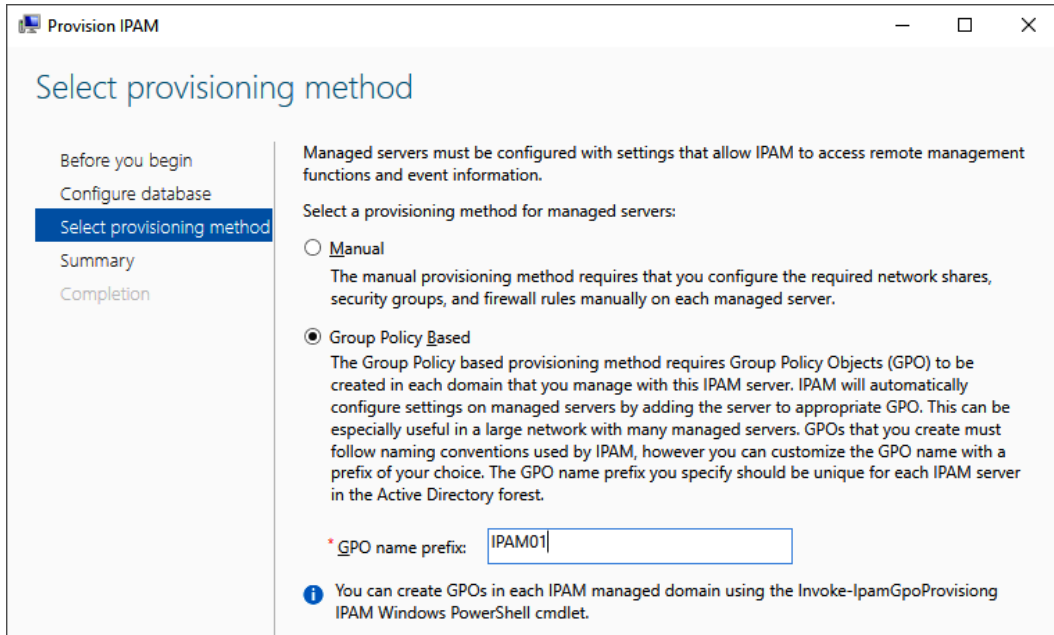 Provision IPAM
Select provisioning method
Before you begin
Configure database
Select provisioning method
Summary
Completion
Managed servers must be configured with settings that allow IPAM to access remote management
functions and event information.
Select a provisioning method for managed servers:
Manual
The manual provisioning method requires that you configure the required network shares,
security groups, and firewall rules manually on each managed server.
Group Policy Based
The Group Policy based provisioning method requires Group Policy Objects (GPO) to be
created in each domain that you manage with this IPAM server. IPAM will automatically
configure settings on managed servers by adding the server to appropriate GPO. This can be
especially useful in a large network with many managed servers. GPOs that you create must
follow naming conventions used by IPAM, however you can customize the GPO name with a
prefix of your choice. The GPO name prefix you specify should be unique for each IPAM server
in the Active Directory forest.
* GPO name prefix: IPAM01
You can create GPOs in each IPAM managed domain using the Invoke-IpamGpoProvisiong
IPAM Windows PowerShell cmdlet.